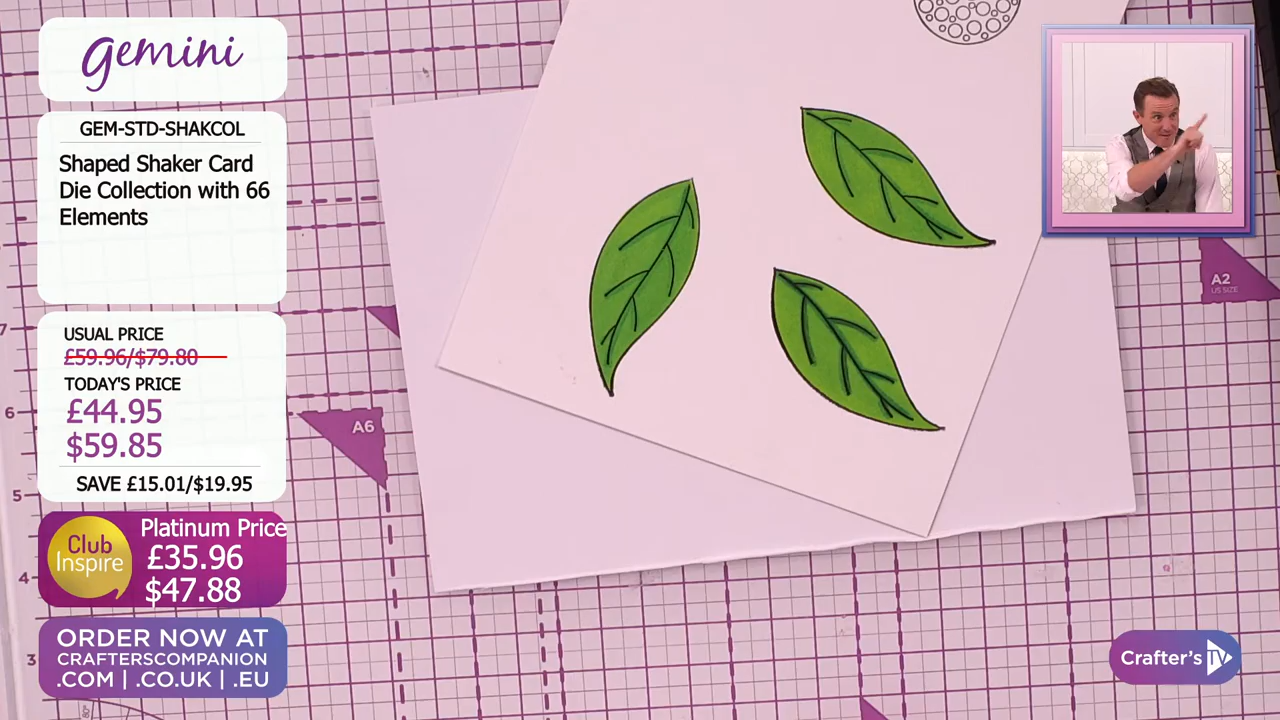 gemini
GEM-STD-SHAKCOL
Shaped Shaker Card
Die Collection with 66
Elements
USUAL PRICE
£59.96/$79.80
TODAY'S PRICE
£44.95
$59.85
SAVE £15.01/$19.95
Club
Inspire
Platinum Price
£35.96
$47.88
ORDER NOW AT
CRAFTERSCOMPANION
.COM | .CO.UK | .EU
7
6
5
4
3
A6
A2
US SIZE
Crafter's TV